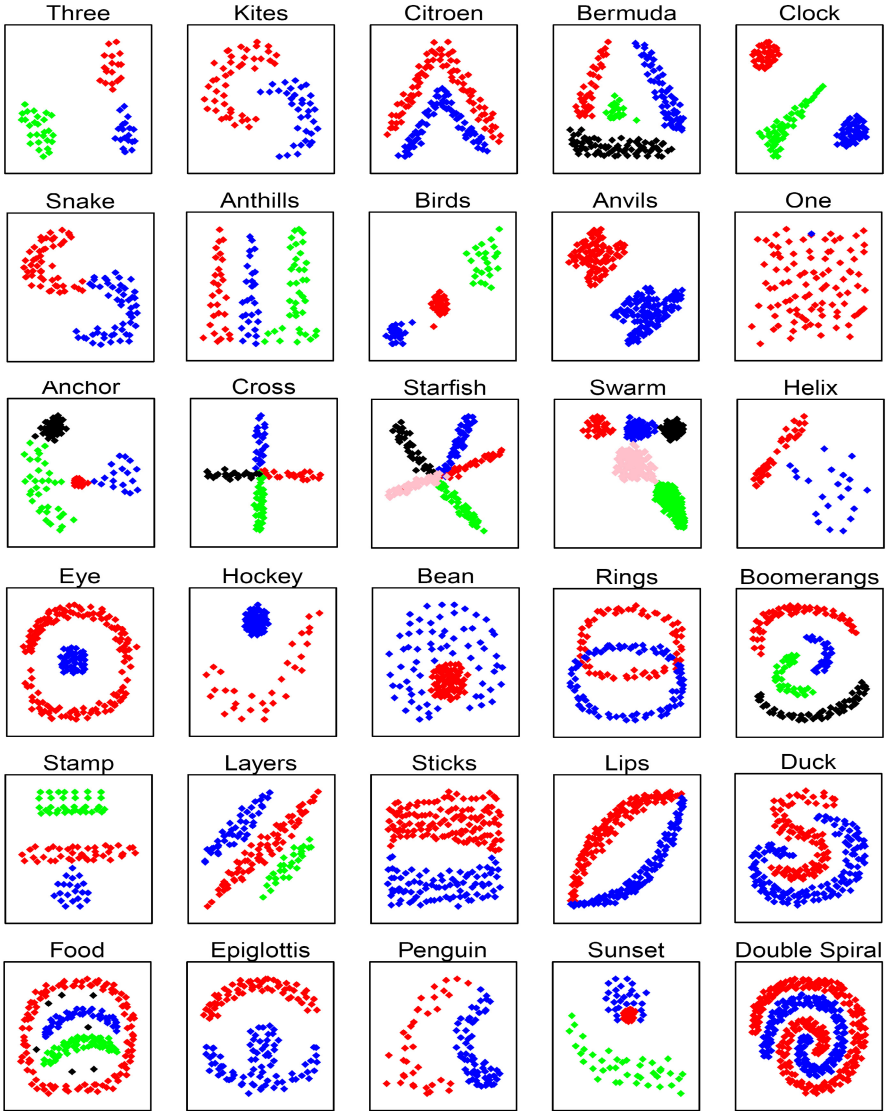 Three Kites Citroen Bermuda Clock
Snake Anthills Birds Anvils One
Anchor Cross Starfish Swarm Helix
Eye Hockey Bean Rings Boomerangs
Stamp Layers Sticks Lips Duck
Food Epiglottis Penguin Sunset Double Spiral